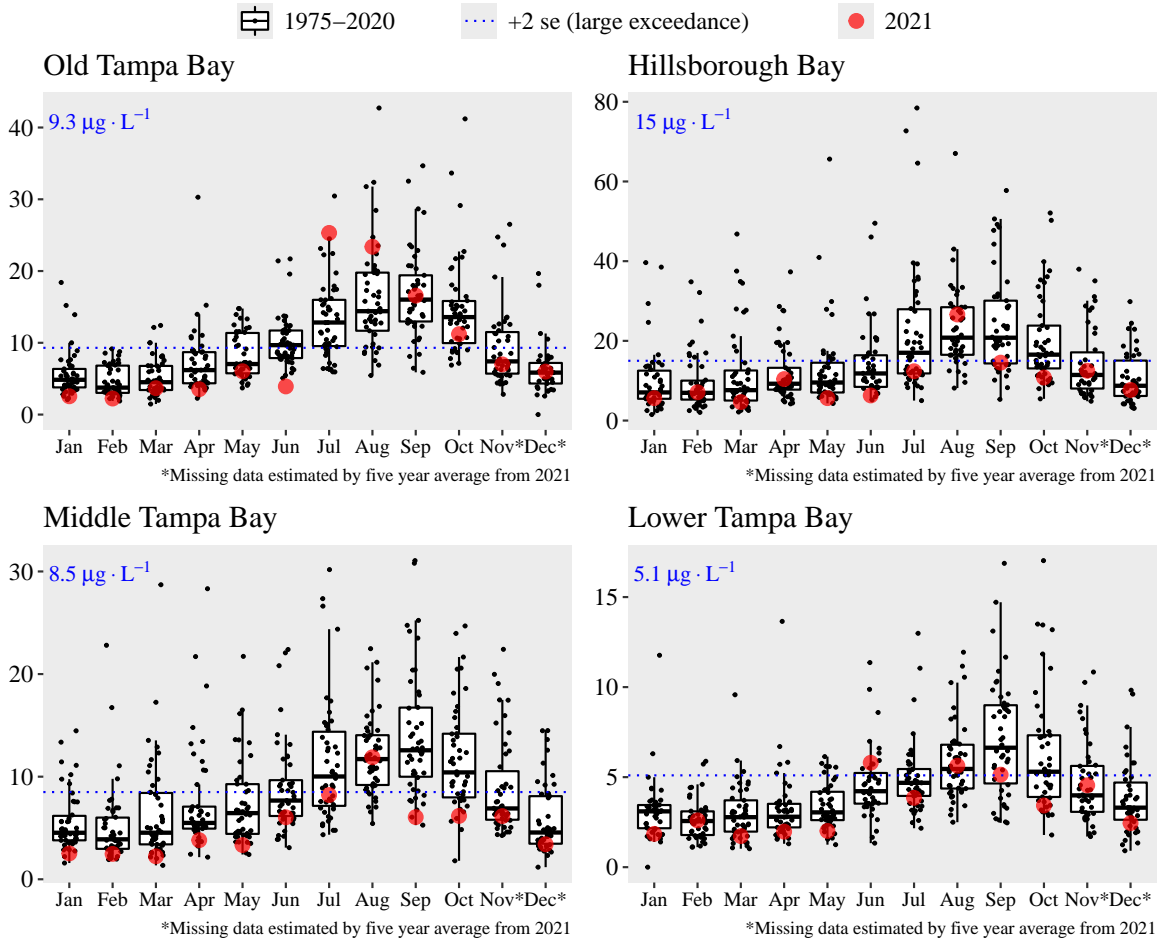 1975−2020 +2 se (large exceedance) 2021
Old Tampa Bay
9.3 μg · L⁻¹
40
30
20
10
0
Jan Feb Mar Apr May Jun Jul Aug Sep Oct Nov* Dec*
*Missing data estimated by five year average from 2021
Hillsborough Bay
15 μg · L⁻¹
80
60
40
20
0
Jan Feb Mar Apr May Jun Jul Aug Sep Oct Nov* Dec*
*Missing data estimated by five year average from 2021
Middle Tampa Bay
8.5 μg · L⁻¹
30
20
10
0
Jan Feb Mar Apr May Jun Jul Aug Sep Oct Nov* Dec*
*Missing data estimated by five year average from 2021
Lower Tampa Bay
5.1 μg · L⁻¹
15
10
5
0
Jan Feb Mar Apr May Jun Jul Aug Sep Oct Nov* Dec*
*Missing data estimated by five year average from 2021